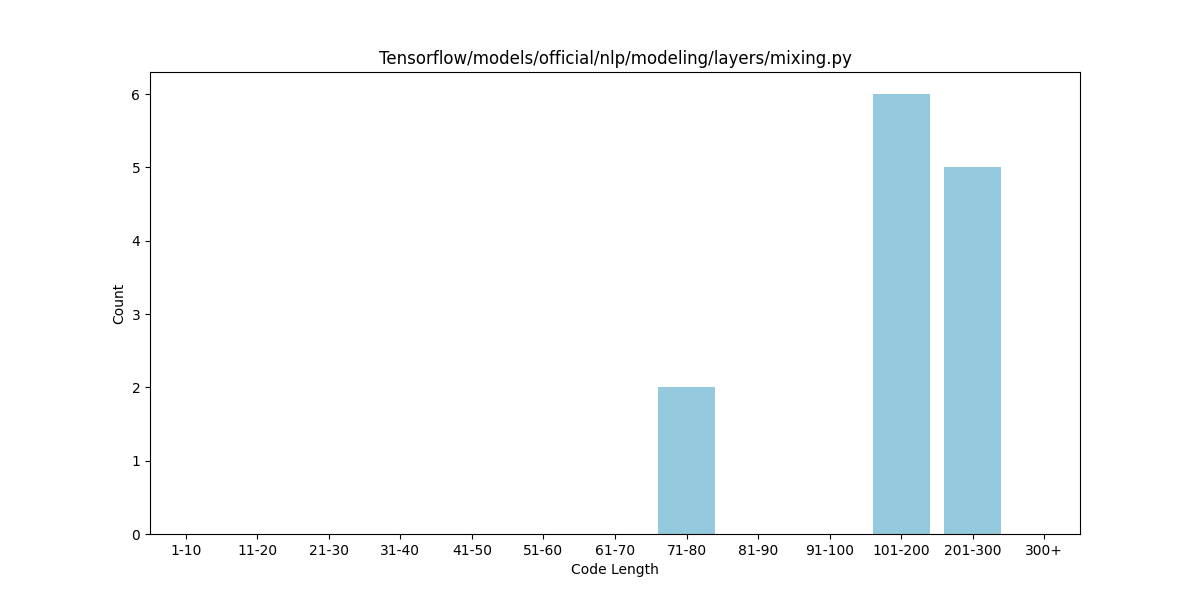 Tensorflow/models/official/nlp/modeling/layers/mixing.py
6
5
4
3
2
1
0
Count
1-10 11-20 21-30 31-40 41-50 51-60 61-70 71-80 81-90 91-100 101-200 201-300 300+
Code Length